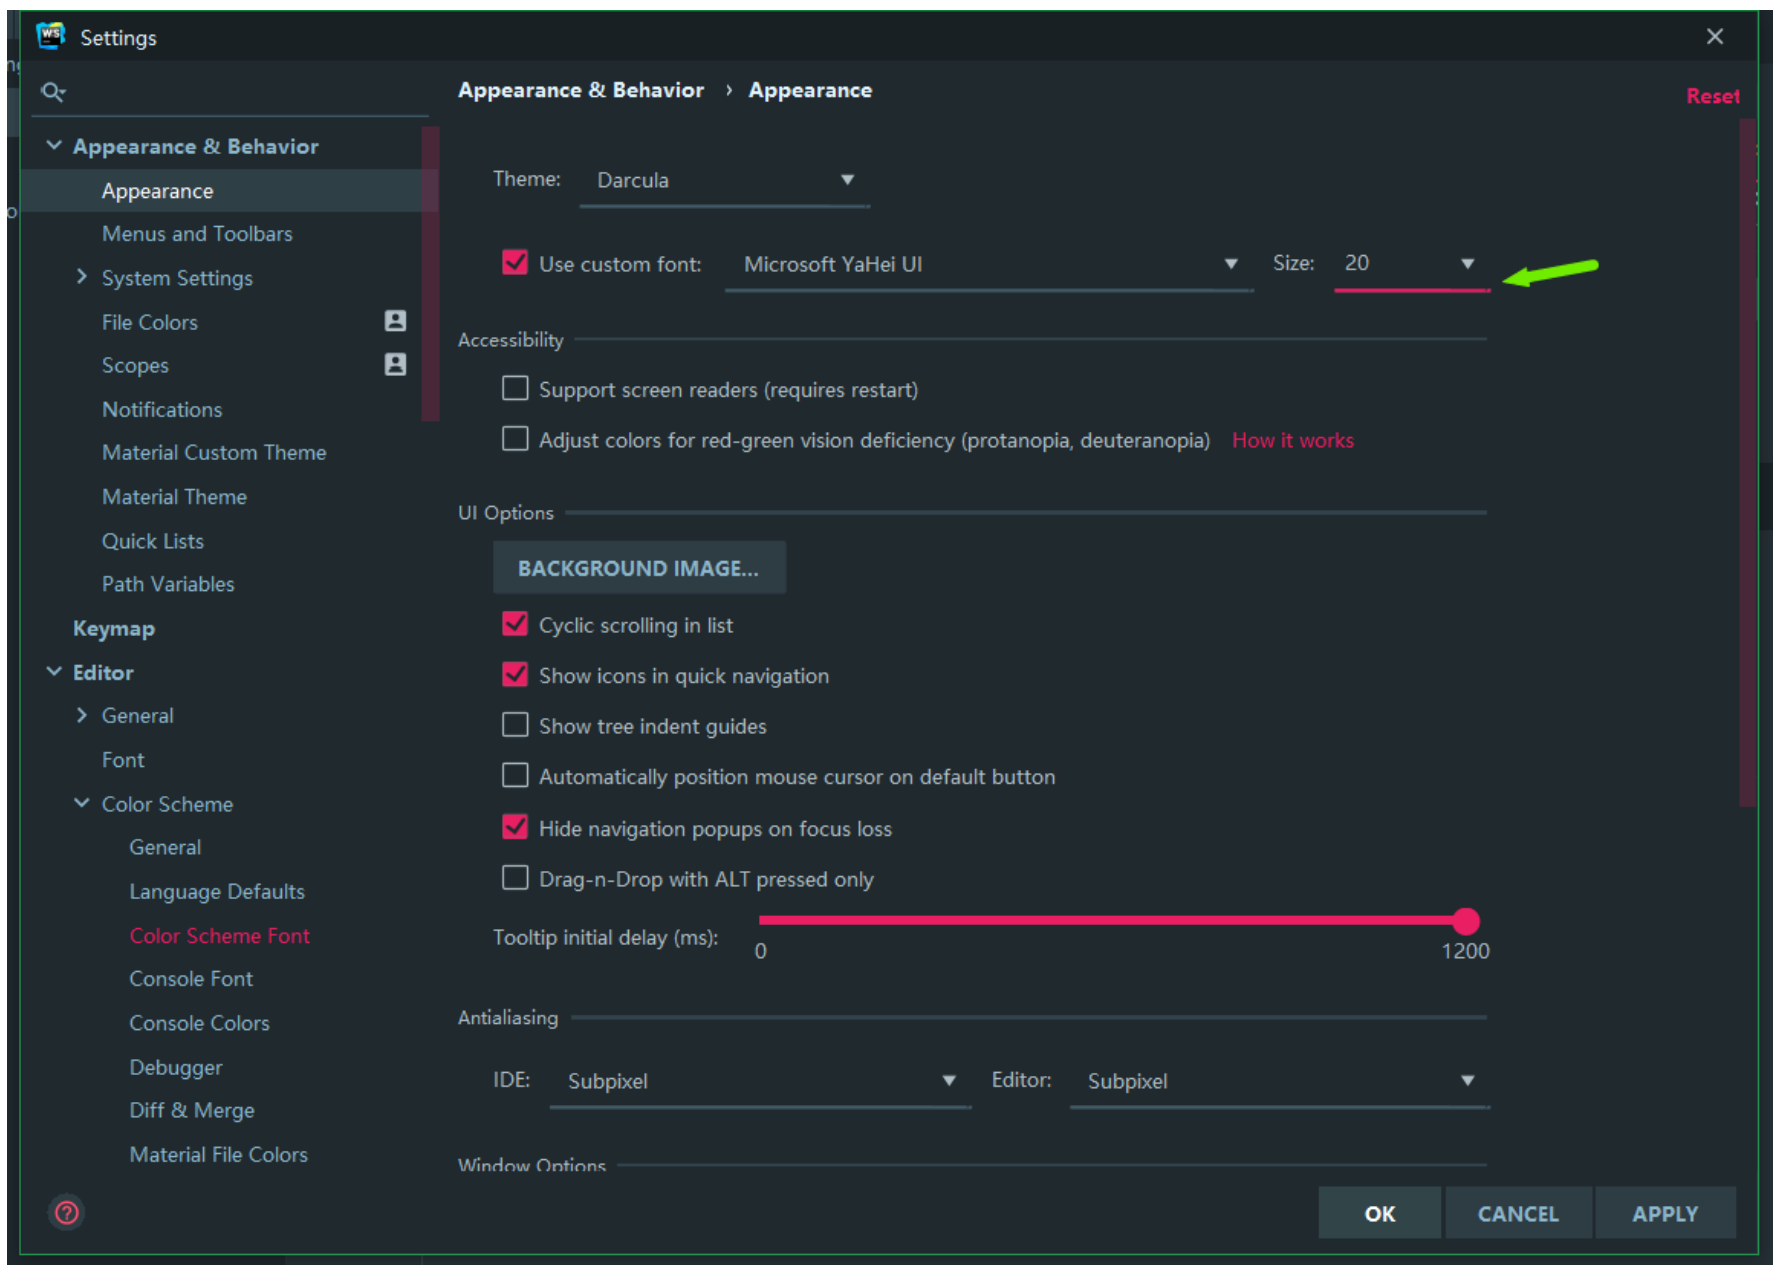 WS Settings
Appearance & Behavior › Appearance
Reset
Appearance & Behavior
Appearance
Menus and Toolbars
System Settings
File Colors
Scopes
Notifications
Material Custom Theme
Material Theme
Quick Lists
Path Variables
Keymap
Editor
General
Font
Color Scheme
General
Language Defaults
Color Scheme Font
Console Font
Console Colors
Debugger
Diff & Merge
Material File Colors
Theme: Darcula
Use custom font: Microsoft YaHei UI Size: 20
Accessibility
Support screen readers (requires restart)
Adjust colors for red-green vision deficiency (protanopia, deuteranopia) How it works
UI Options
BACKGROUND IMAGE...
Cyclic scrolling in list
Show icons in quick navigation
Show tree indent guides
Automatically position mouse cursor on default button
Hide navigation popups on focus loss
Drag-n-Drop with ALT pressed only
Tooltip initial delay (ms):
0 1200
Antialiasing
IDE: Subpixel Editor: Subpixel
Window Options
?
OK CANCEL APPLY